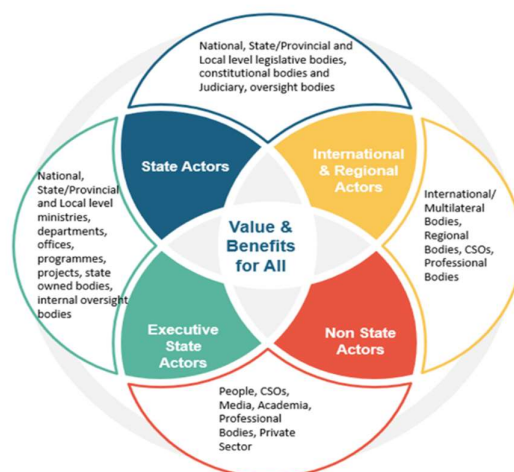 National, State/Provincial and
Local level legislative bodies,
constitutional bodies and
Judiciary, oversight bodies
State Actors
International
& Regional
Actors
National,
State/Provincial
and Local level
ministries,
departments,
offices,
programmes,
projects, state
owned bodies,
internal oversight
bodies
Value &
Benefits
for All
International/
Multilateral
Bodies,
Regional
Bodies, CSOs,
Professional
Bodies
Executive
State
Actors
Non State
Actors
People, CSOs,
Media, Academia,
Professional
Bodies, Private
Sector